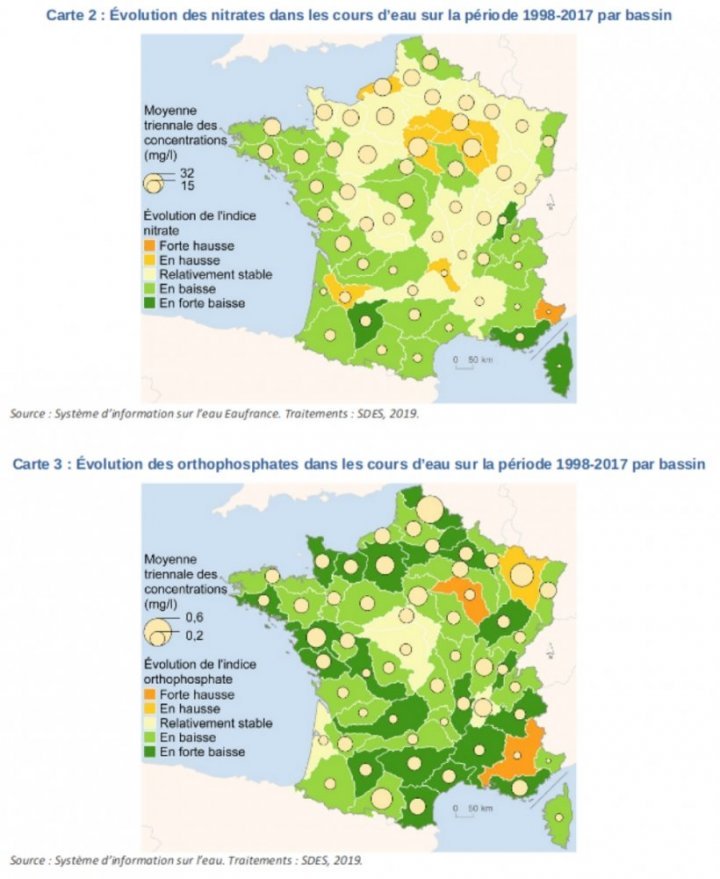 Carte 2 : Évolution des nitrates dans les cours d'eau sur la période 1998-2017 par bassin
Moyenne
triennale des
concentrations
(mg/l)
32
15
Évolution de l'indice
nitrate
Forte hausse
En hausse
Relativement stable
En baisse
En forte baisse
0 50 km
Source : Système d'information sur l'eau Eaufrance. Traitements : SDES, 2019.
Carte 3 : Évolution des orthophosphates dans les cours d'eau sur la période 1998-2017 par bassin
Moyenne
triennale des
concentrations
(mg/l)
0,6
0,2
Évolution de l'indice
orthophosphate
Forte hausse
En hausse
Relativement stable
En baisse
En forte baisse
0 50 km
Source : Système d'information sur l'eau. Traitements : SDES, 2019.